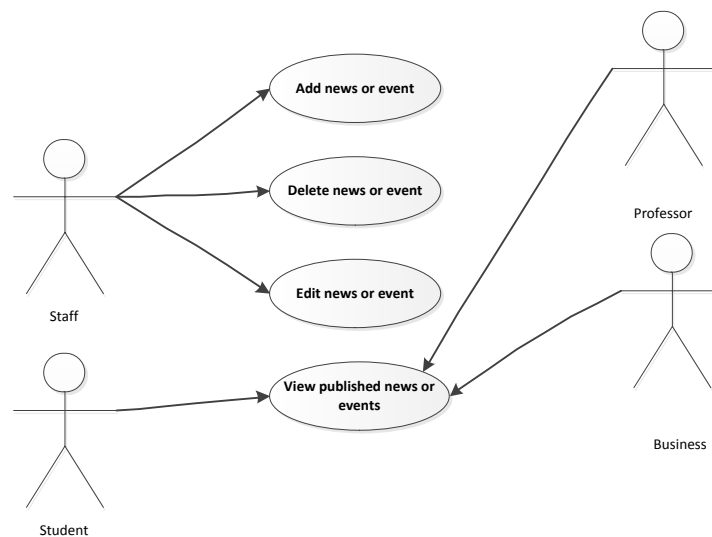 Add news or event
Professor
Delete news or event
Staff
Edit news or event
View published news or
events
Business
Student